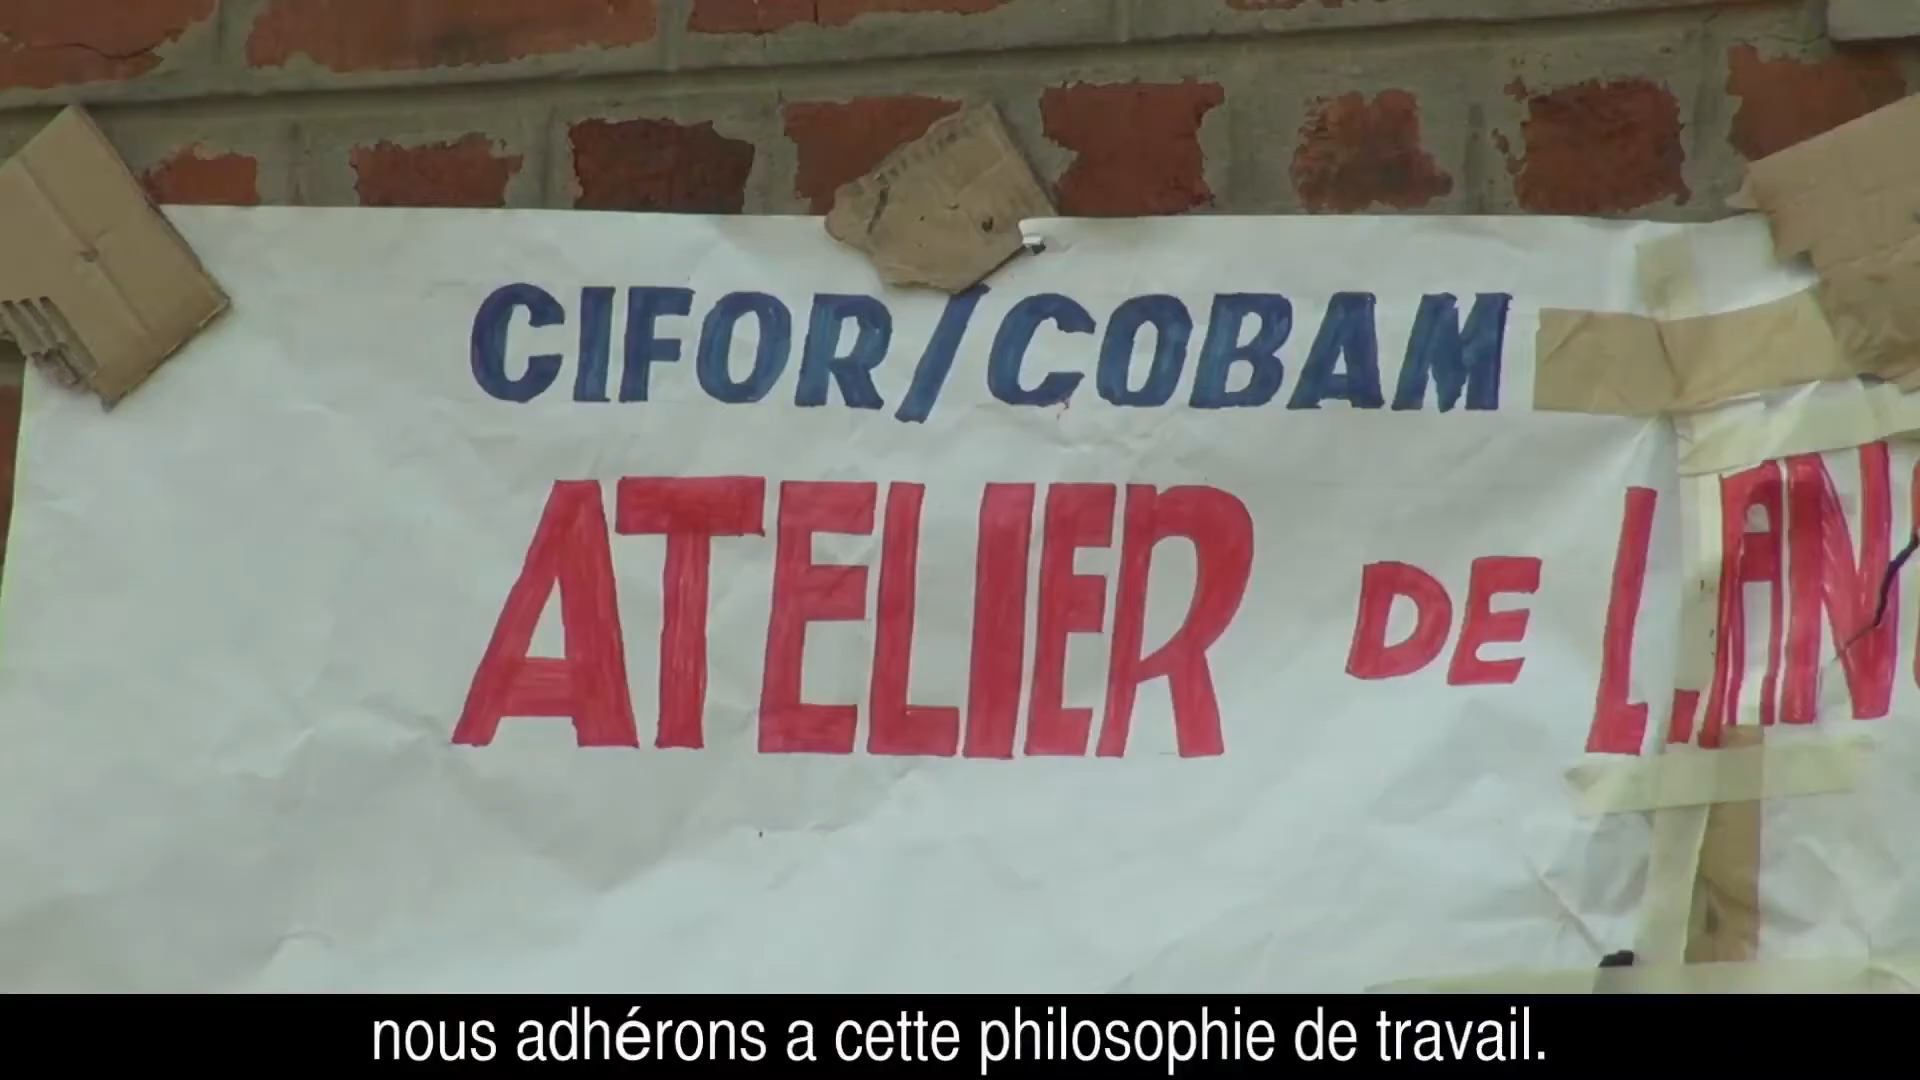 CIFOR/COBAM
ATELIER DE
nous adhérons a cette philosophie de travail.